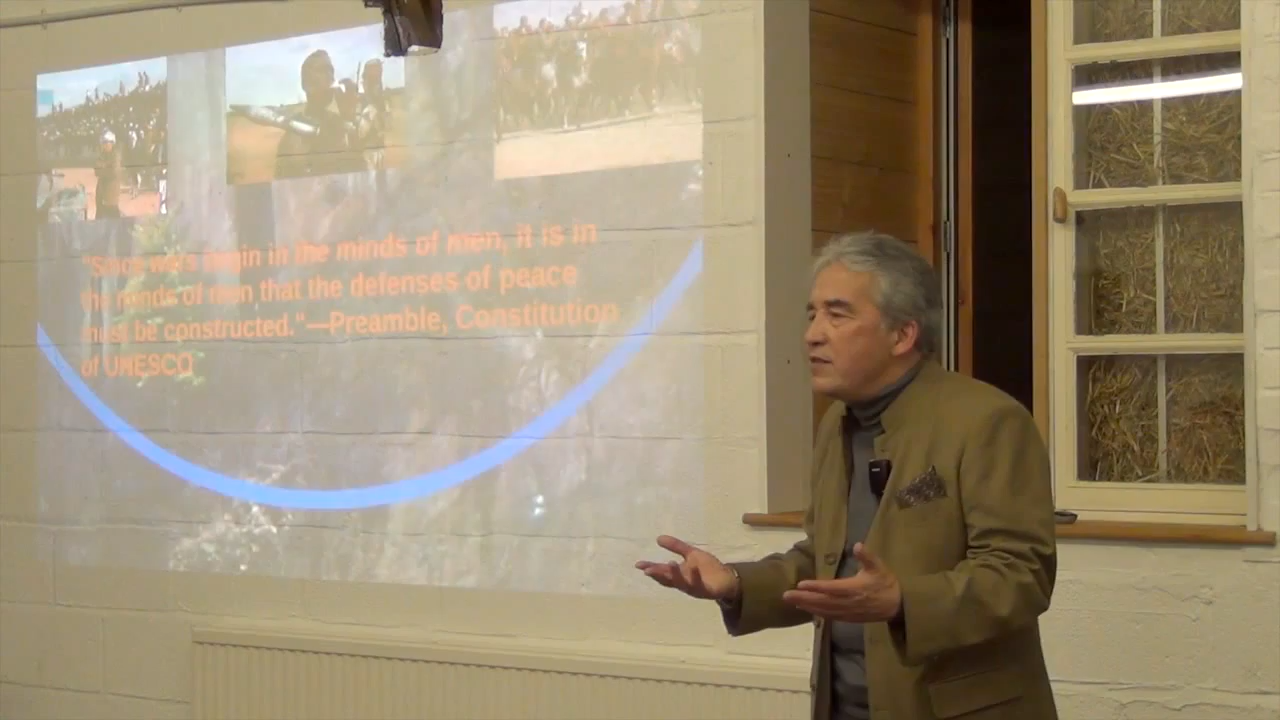 "Since wars begin in the minds of men, it is in
the minds of men that the defenses of peace
must be constructed."—Preamble, Constitution
of UNESCO